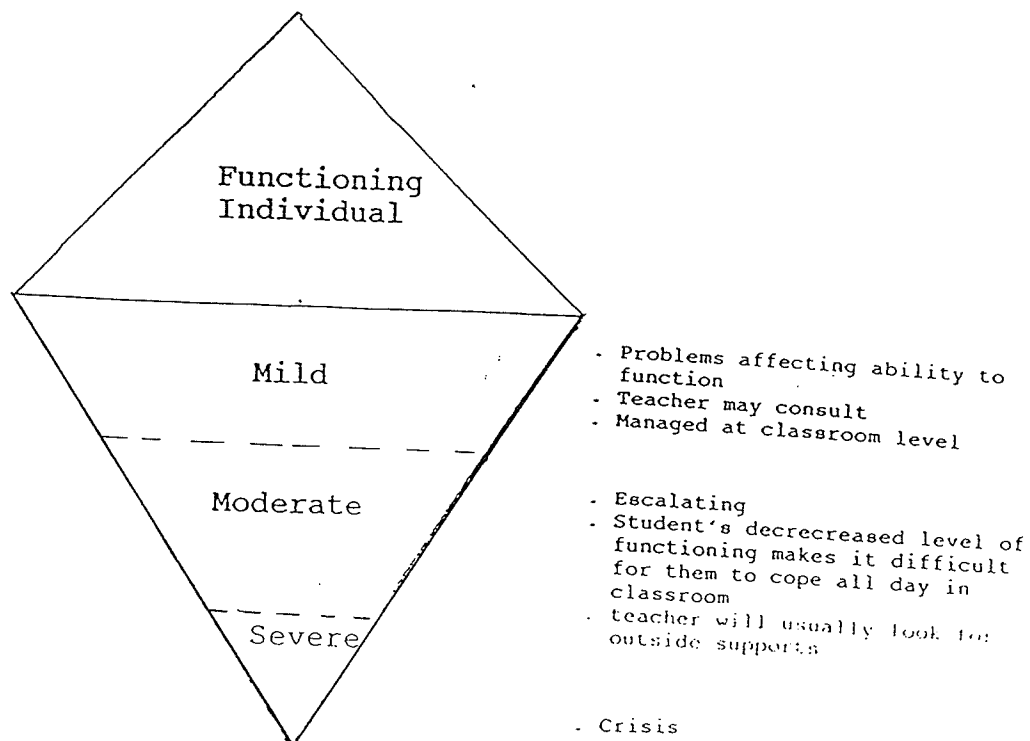 Functioning
Individual
Mild
- Problems affecting ability to
function
- Teacher may consult
- Managed at classroom level
Moderate
- Escalating
- Student's decrecreased level of
functioning makes it difficult
for them to cope all day in
classroom
. teacher will usually look for
outside supports
Severe
. Crisis